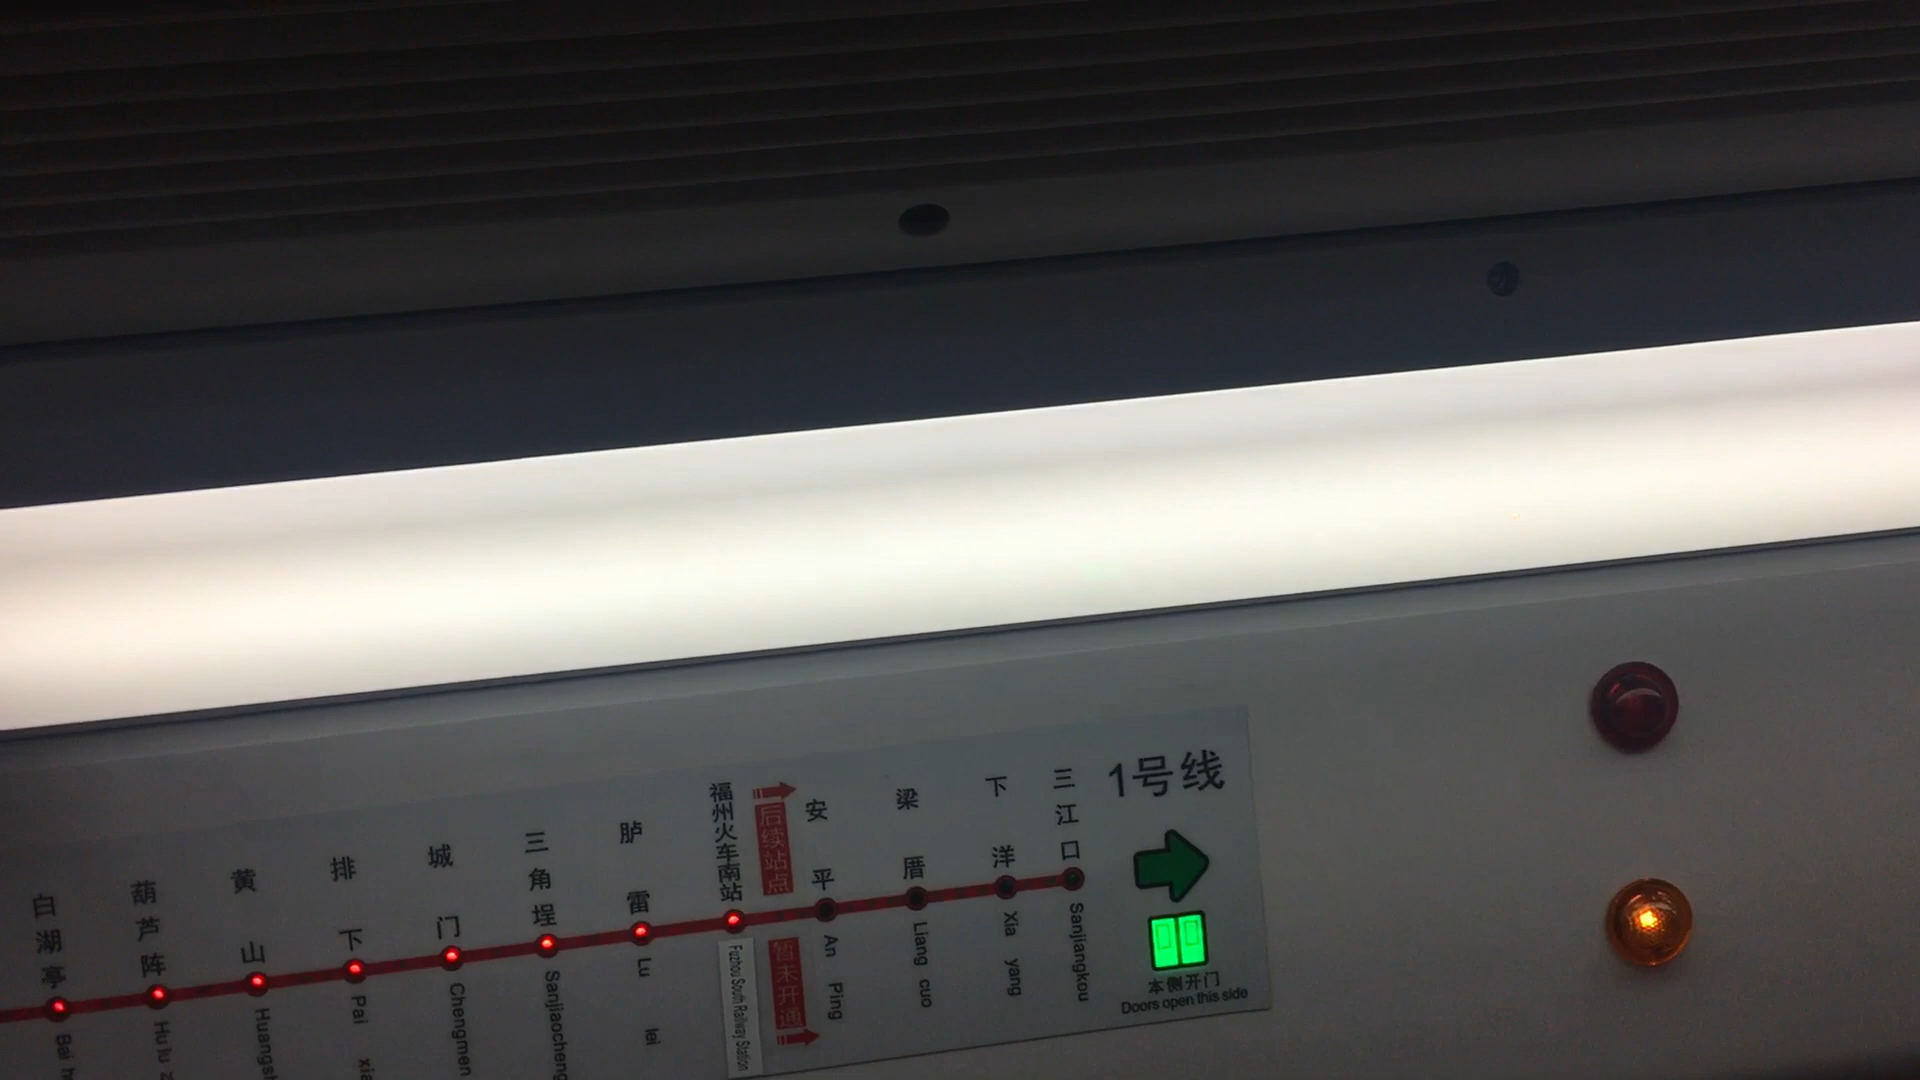 白湖亭
葫芦阵
黄山
排下
城门
三角埕
胪雷
福州火车南站
后续站点
暂未开通
安平
梁厝
下洋
三江口
1号线
Bai
Hu lu
Pai
Chengmen
Sanjiaocheng
Lu lei
Fuzhou South Railway Station
An Ping
Liang cuo
Xia yang
Sanjiangkou
本侧开门
Doors open this side